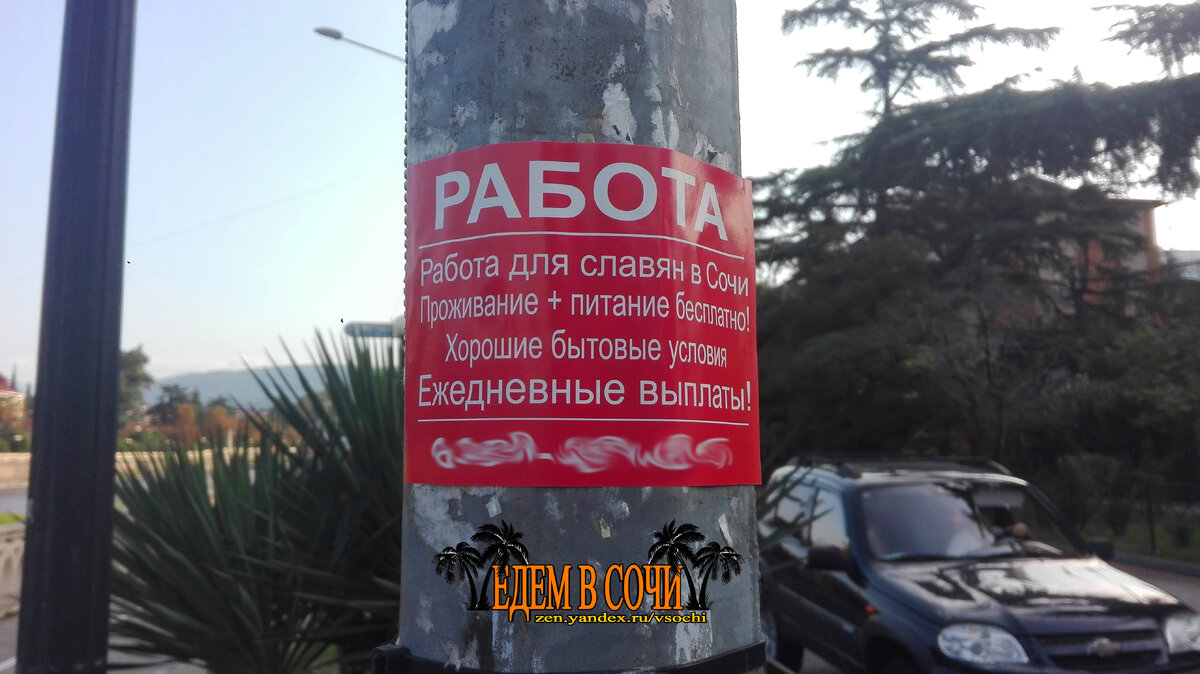 РАБОТА
Работа для славян в Сочи
Проживание + питание бесплатно!
Хорошие бытовые условия
Ежедневные выплаты!
ЕДЕМ В СОЧИ
zen.yandex.ru/vsochi